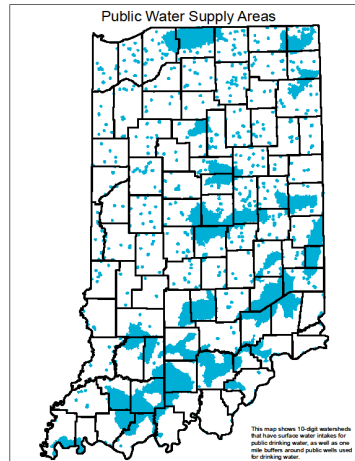 Public Water Supply Areas
This map shows 10-digit watersheds
that have surface water intakes for
public drinking water, as well as one
mile buffers around public wells used
for drinking water.